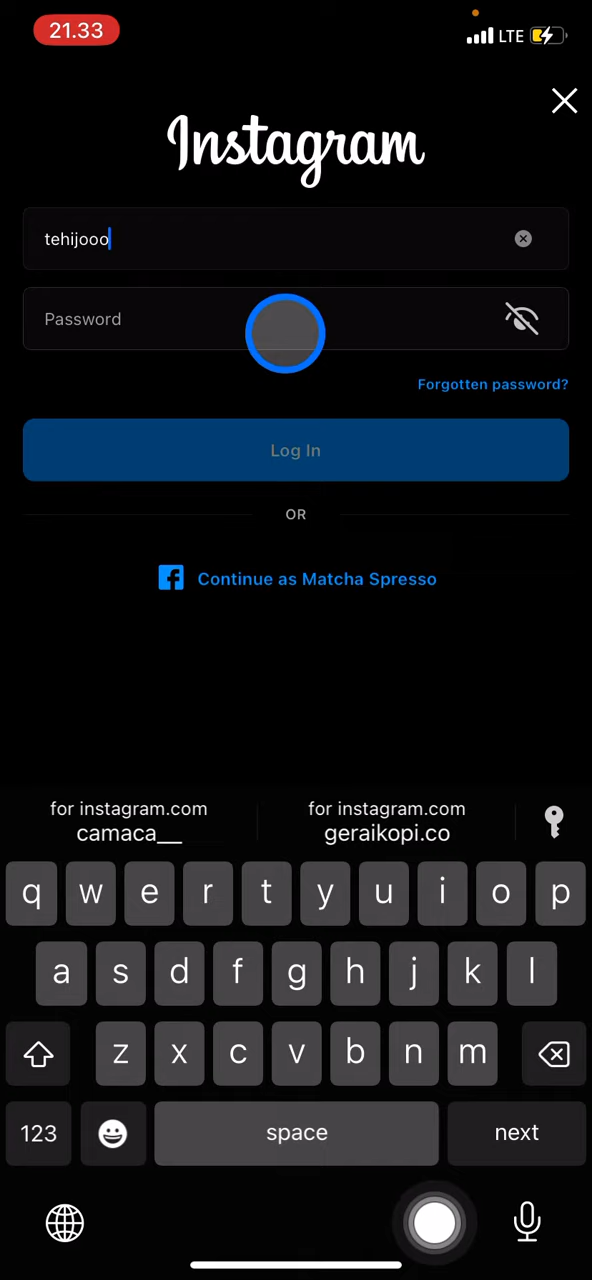 21.33
LTE
Instagram
tehijooo
Password
Forgotten password?
Log In
OR
Continue as Matcha Spresso
for instagram.com for instagram.com
camaca__ geraikopi.co
q w e r t y u i o p
a s d f g h j k l
z x c v b n m
123 space next